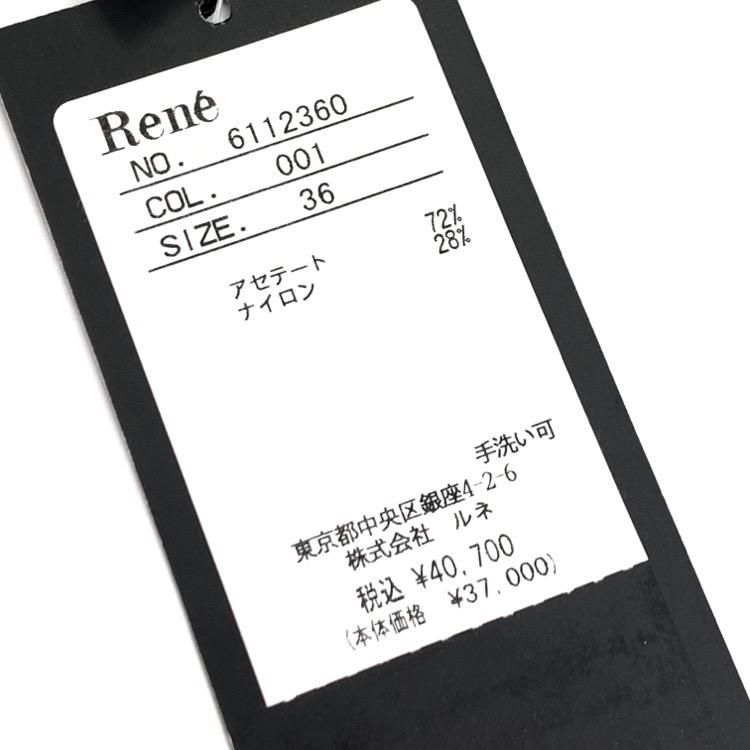 René
NO. 6112360
COL. 001
SIZE. 36
アセテート 72%
ナイロン 28%
手洗い可
東京都中央区銀座4-2-6
株式会社 ルネ
税込 ¥40,700
(本体価格 ¥37,000)